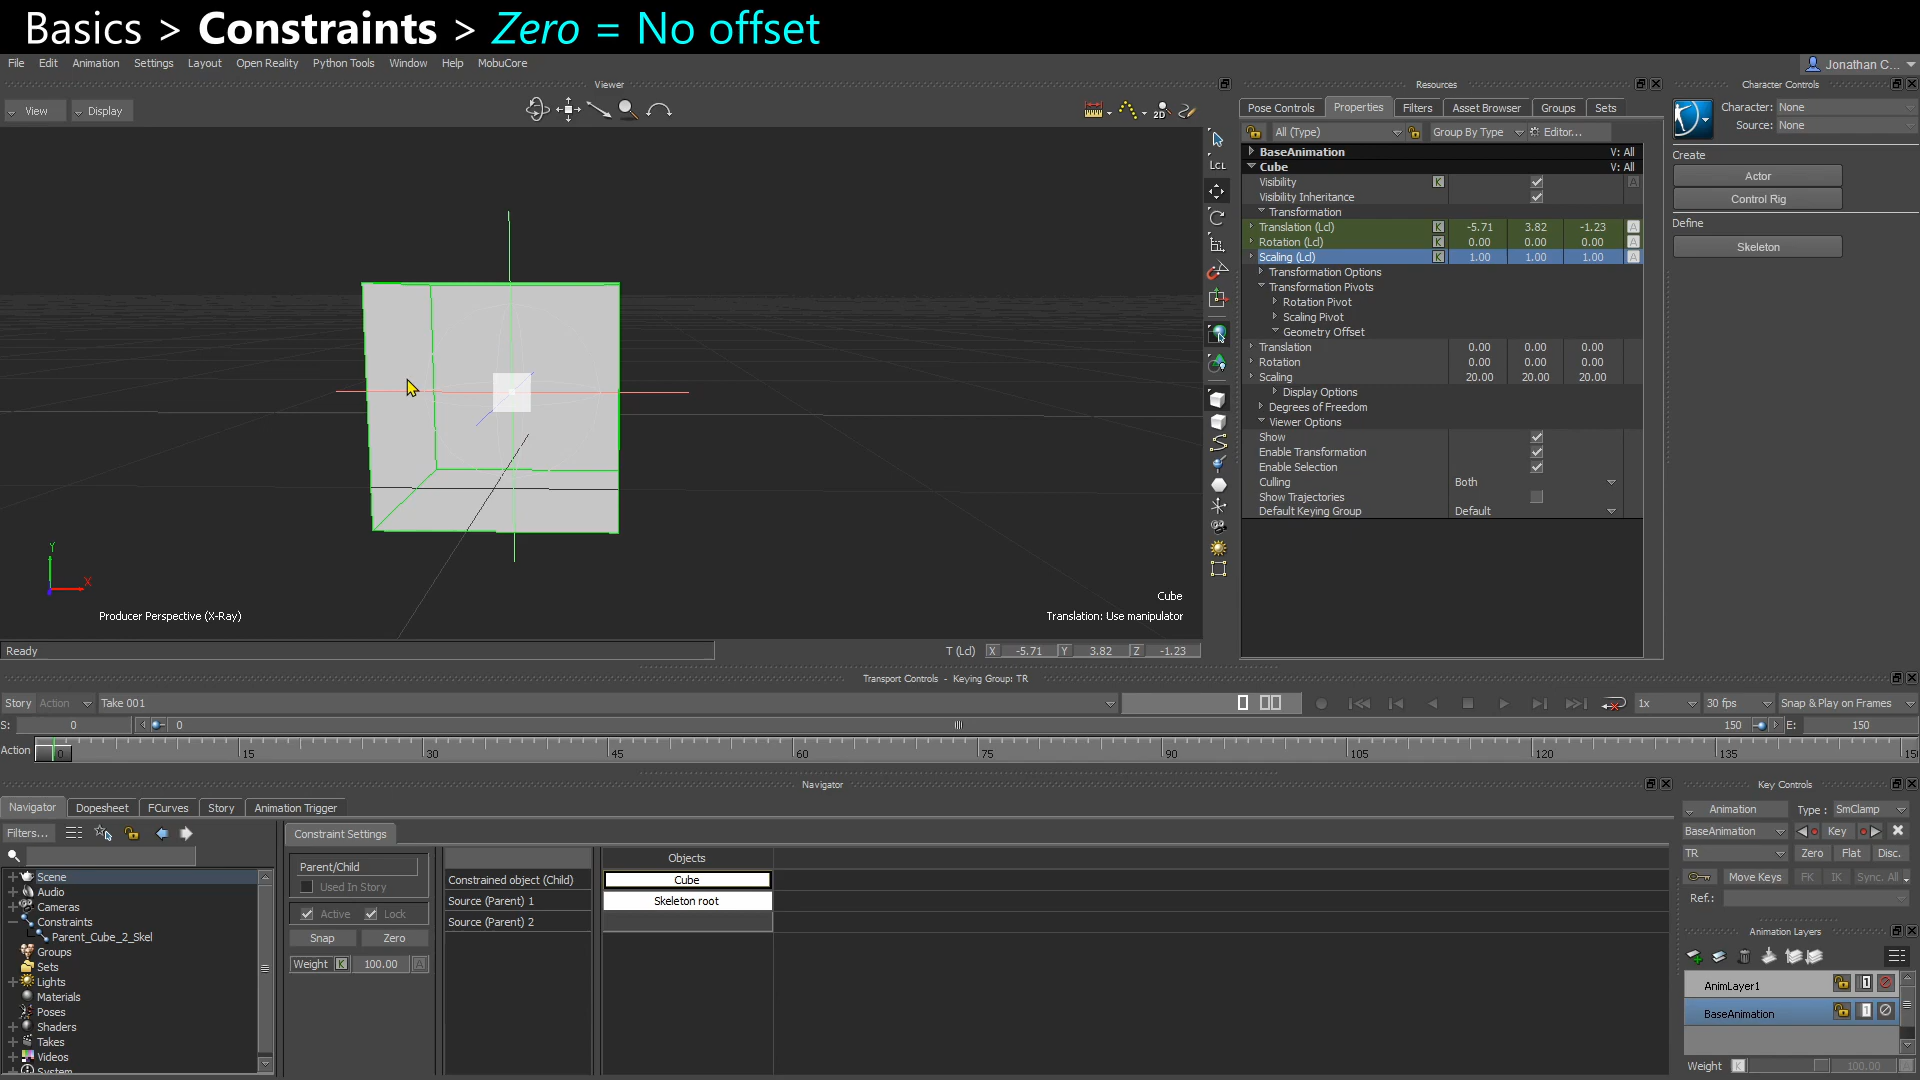 Basics > Constraints > Zero = No offset
File Edit Animation Settings Layout Open Reality Python Tools Window Help MobuCore
Jonathan C...
Viewer
Resources
Character Controls
View Display
2D
Pose Controls Properties Filters Asset Browser Groups Sets
Character: None
Source: None
All (Type) Group By Type Editor...
LCL
BaseAnimation V: All
Cube V: All
Visibility K A
Visibility Inheritance
Transformation
Translation (Lcl) K -5.71 3.82 -1.23 A
Rotation (Lcl) K 0.00 0.00 0.00 A
Scaling (Lcl) K 1.00 1.00 1.00 A
Transformation Options
Transformation Pivots
Rotation Pivot
Scaling Pivot
Geometry Offset
Translation 0.00 0.00 0.00
Rotation 0.00 0.00 0.00
Scaling 20.00 20.00 20.00
Display Options
Degrees of Freedom
Viewer Options
Show
Enable Transformation
Enable Selection
Culling Both
Show Trajectories
Default Keying Group Default
Create
Actor
Control Rig
Define
Skeleton
Y
X
Producer Perspective (X-Ray)
Cube
Translation: Use manipulator
Ready
T (Lcl) X -5.71 Y 3.82 Z -1.23
Transport Controls - Keying Group: TR
Story Action Take 001
1x 30 fps Snap & Play on Frames
S: 0 0 150 E: 150
Action 0 15 30 45 60 75 90 105 120 135 15
Navigator
Key Controls
Navigator Dopesheet FCurves Story Animation Trigger
Filters...
Scene
Audio
Cameras
Constraints
Parent_Cube_2_Skel
Groups
Sets
Lights
Materials
Poses
Shaders
Takes
Videos
System
Constraint Settings
Parent/Child
Used In Story
Active Lock
Snap Zero
Weight K 100.00 A
Objects
Constrained object (Child) Cube
Source (Parent) 1 Skeleton root
Source (Parent) 2
Animation Type : SmClamp
BaseAnimation Key
TR Zero Flat Disc.
Move Keys FK IK Sync. All
Ref.:
Animation Layers
AnimLayer1
BaseAnimation
Weight K 100.00 A